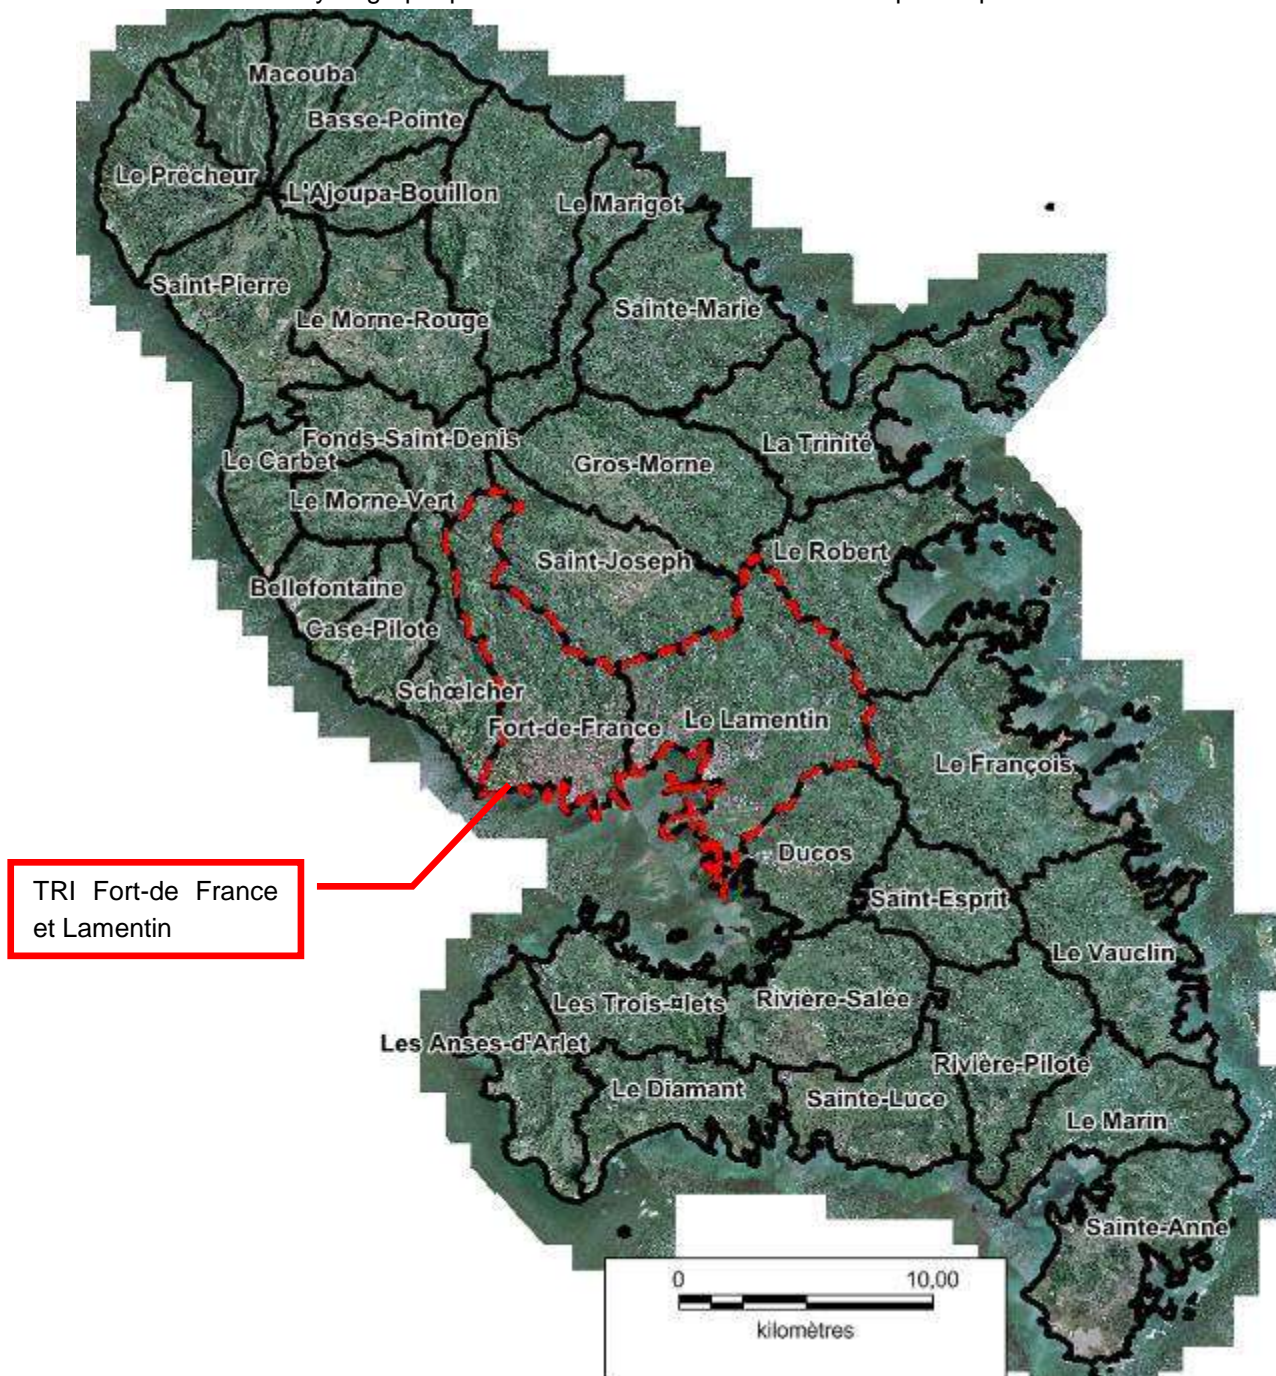 Macouba
Basse-Pointe
Le Prêcheur
L'Ajoupa-Bouillon
Le Marigot
Saint-Pierre
Le Morne-Rouge
Sainte-Marie
Fonds-Saint-Denis
La Trinité
Le Carbet
Gros-Morne
Le Morne-Vert
Saint-Joseph
Le Robert
Bellefontaine
Case-Pilote
Schœlcher
Fort-de-France
Le Lamentin
Le François
Ducos
TRI Fort-de France
et Lamentin
Saint-Esprit
Le Vauclin
Les Trois-¤lets
Rivière-Salée
Les Anses-d'Arlet
Rivière-Pilote
Le Diamant
Sainte-Luce
Le Marin
Sainte-Anne
0 10,00
kilomètres